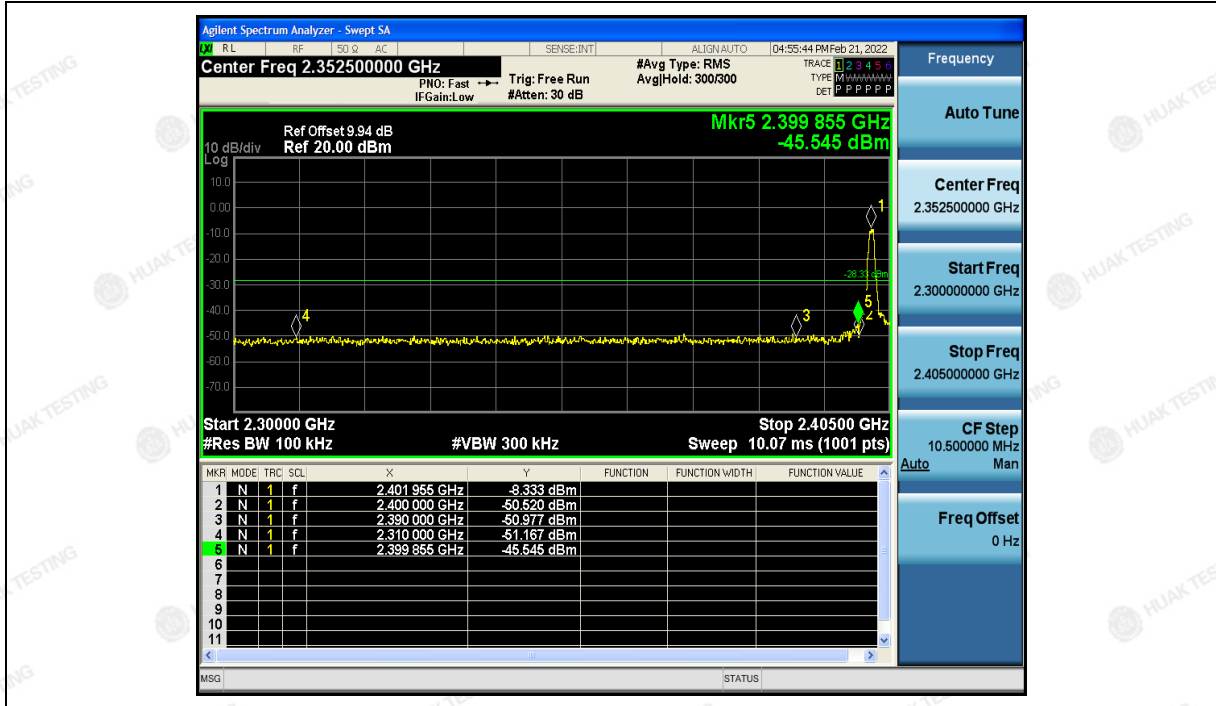 Agilent Spectrum Analyzer - Swept SA
LXI RL RF 50 Ω AC SENSE:INT ALIGNAUTO 04:55:44 PM Feb 21, 2022
Center Freq 2.352500000 GHz
PNO: Fast
IFGain:Low
Trig: Free Run
#Atten: 30 dB
#Avg Type: RMS
Avg|Hold: 300/300
TRACE 1 2 3 4 5 6
TYPE M WWWWW
DET P P P P P P
Mkr5 2.399 855 GHz
-45.545 dBm
Ref Offset 9.94 dB
10 dB/div Ref 20.00 dBm
Log
10.0
0.00
-10.0
-20.0
-30.0
-40.0
-50.0
-60.0
-70.0
1
-28.33 dBm
5
4
3
2
Start 2.30000 GHz Stop 2.40500 GHz
#Res BW 100 kHz #VBW 300 kHz Sweep 10.07 ms (1001 pts)
MKR MODE TRC SCL X Y FUNCTION FUNCTION WIDTH FUNCTION VALUE
1 N 1 f 2.401 955 GHz -8.333 dBm
2 N 1 f 2.400 000 GHz -50.520 dBm
3 N 1 f 2.390 000 GHz -50.977 dBm
4 N 1 f 2.310 000 GHz -51.167 dBm
5 N 1 f 2.399 855 GHz -45.545 dBm
6
7
8
9
10
11
MSG STATUS
Frequency
Auto Tune
Center Freq
2.352500000 GHz
Start Freq
2.300000000 GHz
Stop Freq
2.405000000 GHz
CF Step
10.500000 MHz
Auto Man
Freq Offset
0 Hz
HUAK TESTING